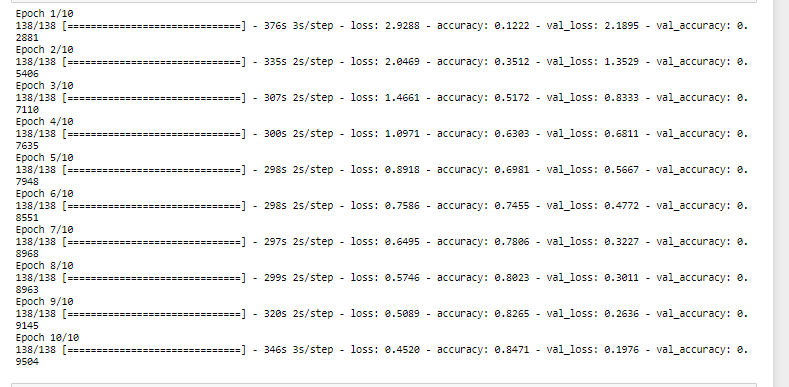 Epoch 1/10
138/138 [==============================] - 376s 3s/step - loss: 2.9288 - accuracy: 0.1222 - val_loss: 2.1895 - val_accuracy: 0.
2881
Epoch 2/10
138/138 [==============================] - 335s 2s/step - loss: 2.0469 - accuracy: 0.3512 - val_loss: 1.3529 - val_accuracy: 0.
5406
Epoch 3/10
138/138 [==============================] - 307s 2s/step - loss: 1.4661 - accuracy: 0.5172 - val_loss: 0.8333 - val_accuracy: 0.
7110
Epoch 4/10
138/138 [==============================] - 300s 2s/step - loss: 1.0971 - accuracy: 0.6303 - val_loss: 0.6811 - val_accuracy: 0.
7635
Epoch 5/10
138/138 [==============================] - 298s 2s/step - loss: 0.8918 - accuracy: 0.6981 - val_loss: 0.5667 - val_accuracy: 0.
7948
Epoch 6/10
138/138 [==============================] - 298s 2s/step - loss: 0.7586 - accuracy: 0.7455 - val_loss: 0.4772 - val_accuracy: 0.
8551
Epoch 7/10
138/138 [==============================] - 297s 2s/step - loss: 0.6495 - accuracy: 0.7806 - val_loss: 0.3227 - val_accuracy: 0.
8968
Epoch 8/10
138/138 [==============================] - 299s 2s/step - loss: 0.5746 - accuracy: 0.8023 - val_loss: 0.3011 - val_accuracy: 0.
8963
Epoch 9/10
138/138 [==============================] - 320s 2s/step - loss: 0.5089 - accuracy: 0.8265 - val_loss: 0.2636 - val_accuracy: 0.
9145
Epoch 10/10
138/138 [==============================] - 346s 3s/step - loss: 0.4520 - accuracy: 0.8471 - val_loss: 0.1976 - val_accuracy: 0.
9504